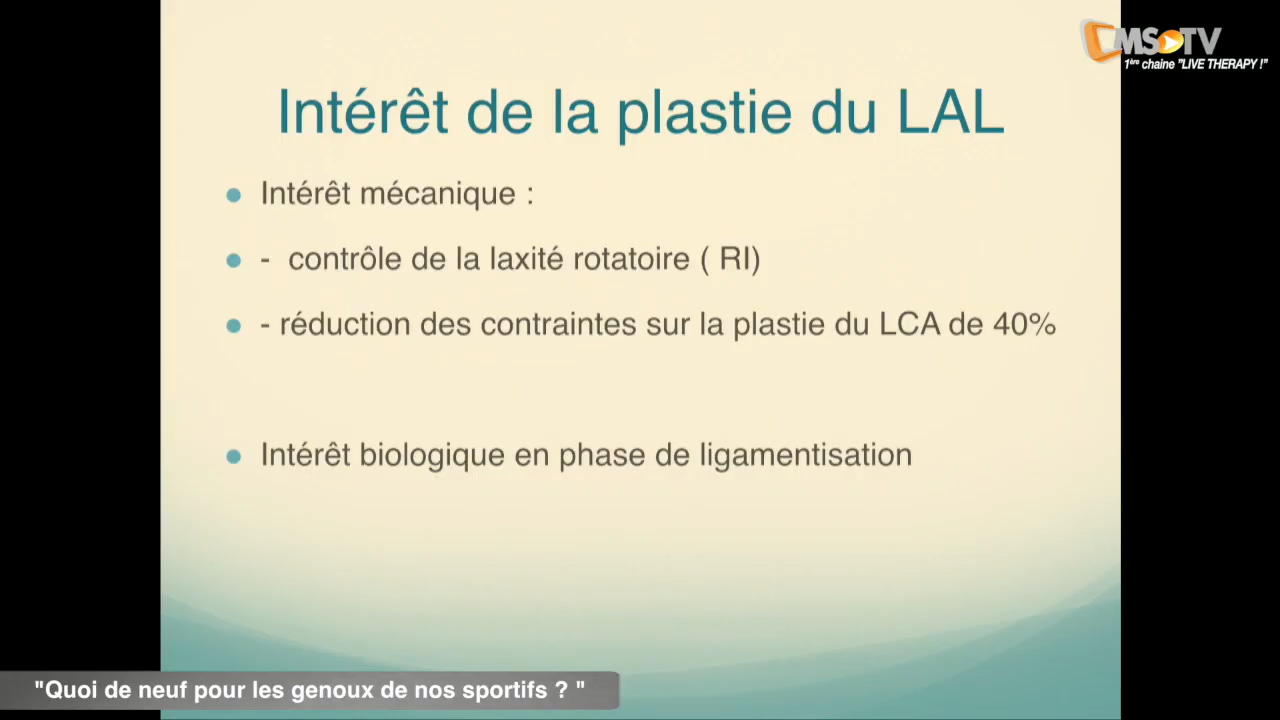 MSTV
1ère chaine "LIVE THERAPY !"
Intérêt de la plastie du LAL
Intérêt mécanique :
- contrôle de la laxité rotatoire ( RI)
- réduction des contraintes sur la plastie du LCA de 40%
Intérêt biologique en phase de ligamentisation
"Quoi de neuf pour les genoux de nos sportifs ? "